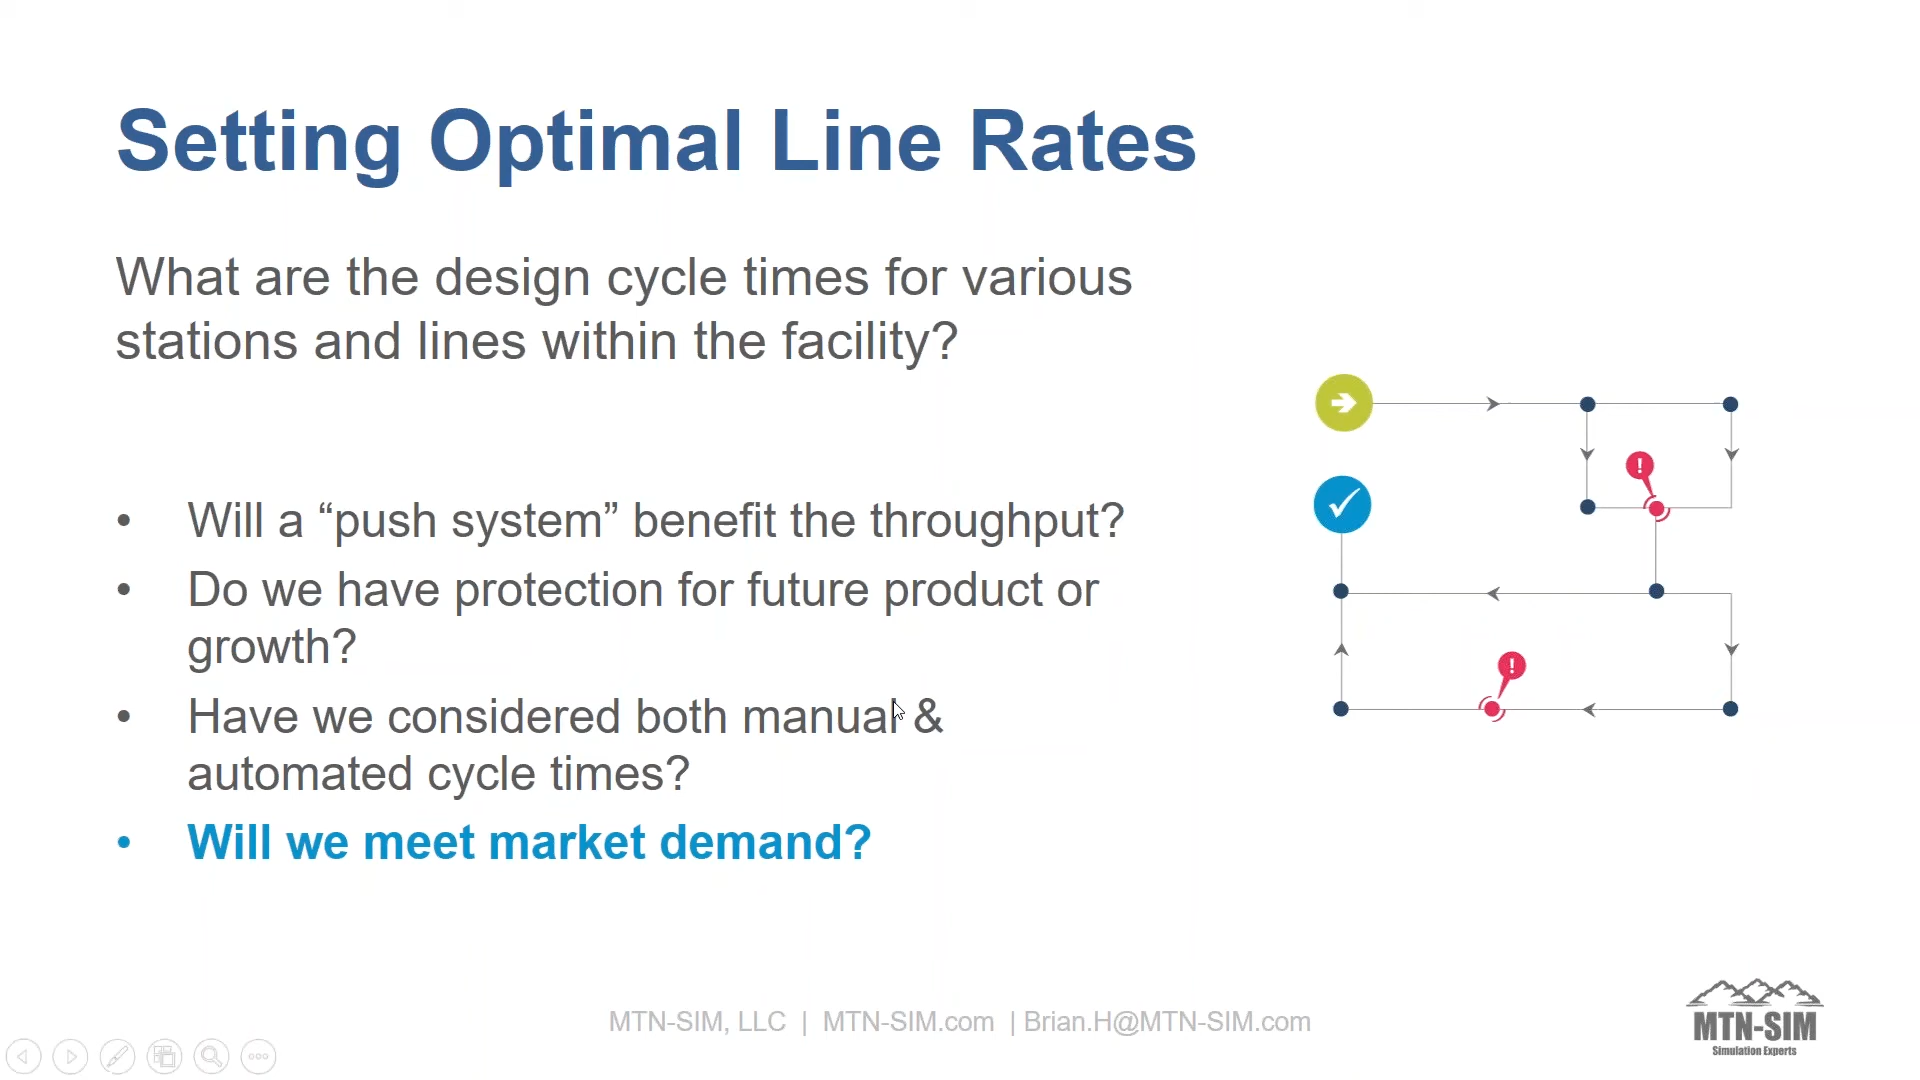 Setting Optimal Line Rates
What are the design cycle times for various
stations and lines within the facility?
• Will a “push system” benefit the throughput?
• Do we have protection for future product or
growth?
• Have we considered both manual &
automated cycle times?
• Will we meet market demand?
!
!
MTN-SIM, LLC | MTN-SIM.com | Brian.H@MTN-SIM.com
MTN-SIM
Simulation Experts